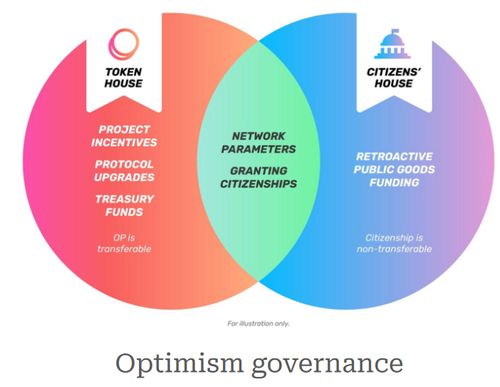 TOKEN
HOUSE
PROJECT
INCENTIVES
PROTOCOL
UPGRADES
TREASURY
FUNDS
OP is
transferable
NETWORK
PARAMETERS
GRANTING
CITIZENSHIPS
CITIZENS'
HOUSE
RETROACTIVE
PUBLIC GOODS
FUNDING
Citizenship is
non-transferable
For illustration only.
Optimism governance